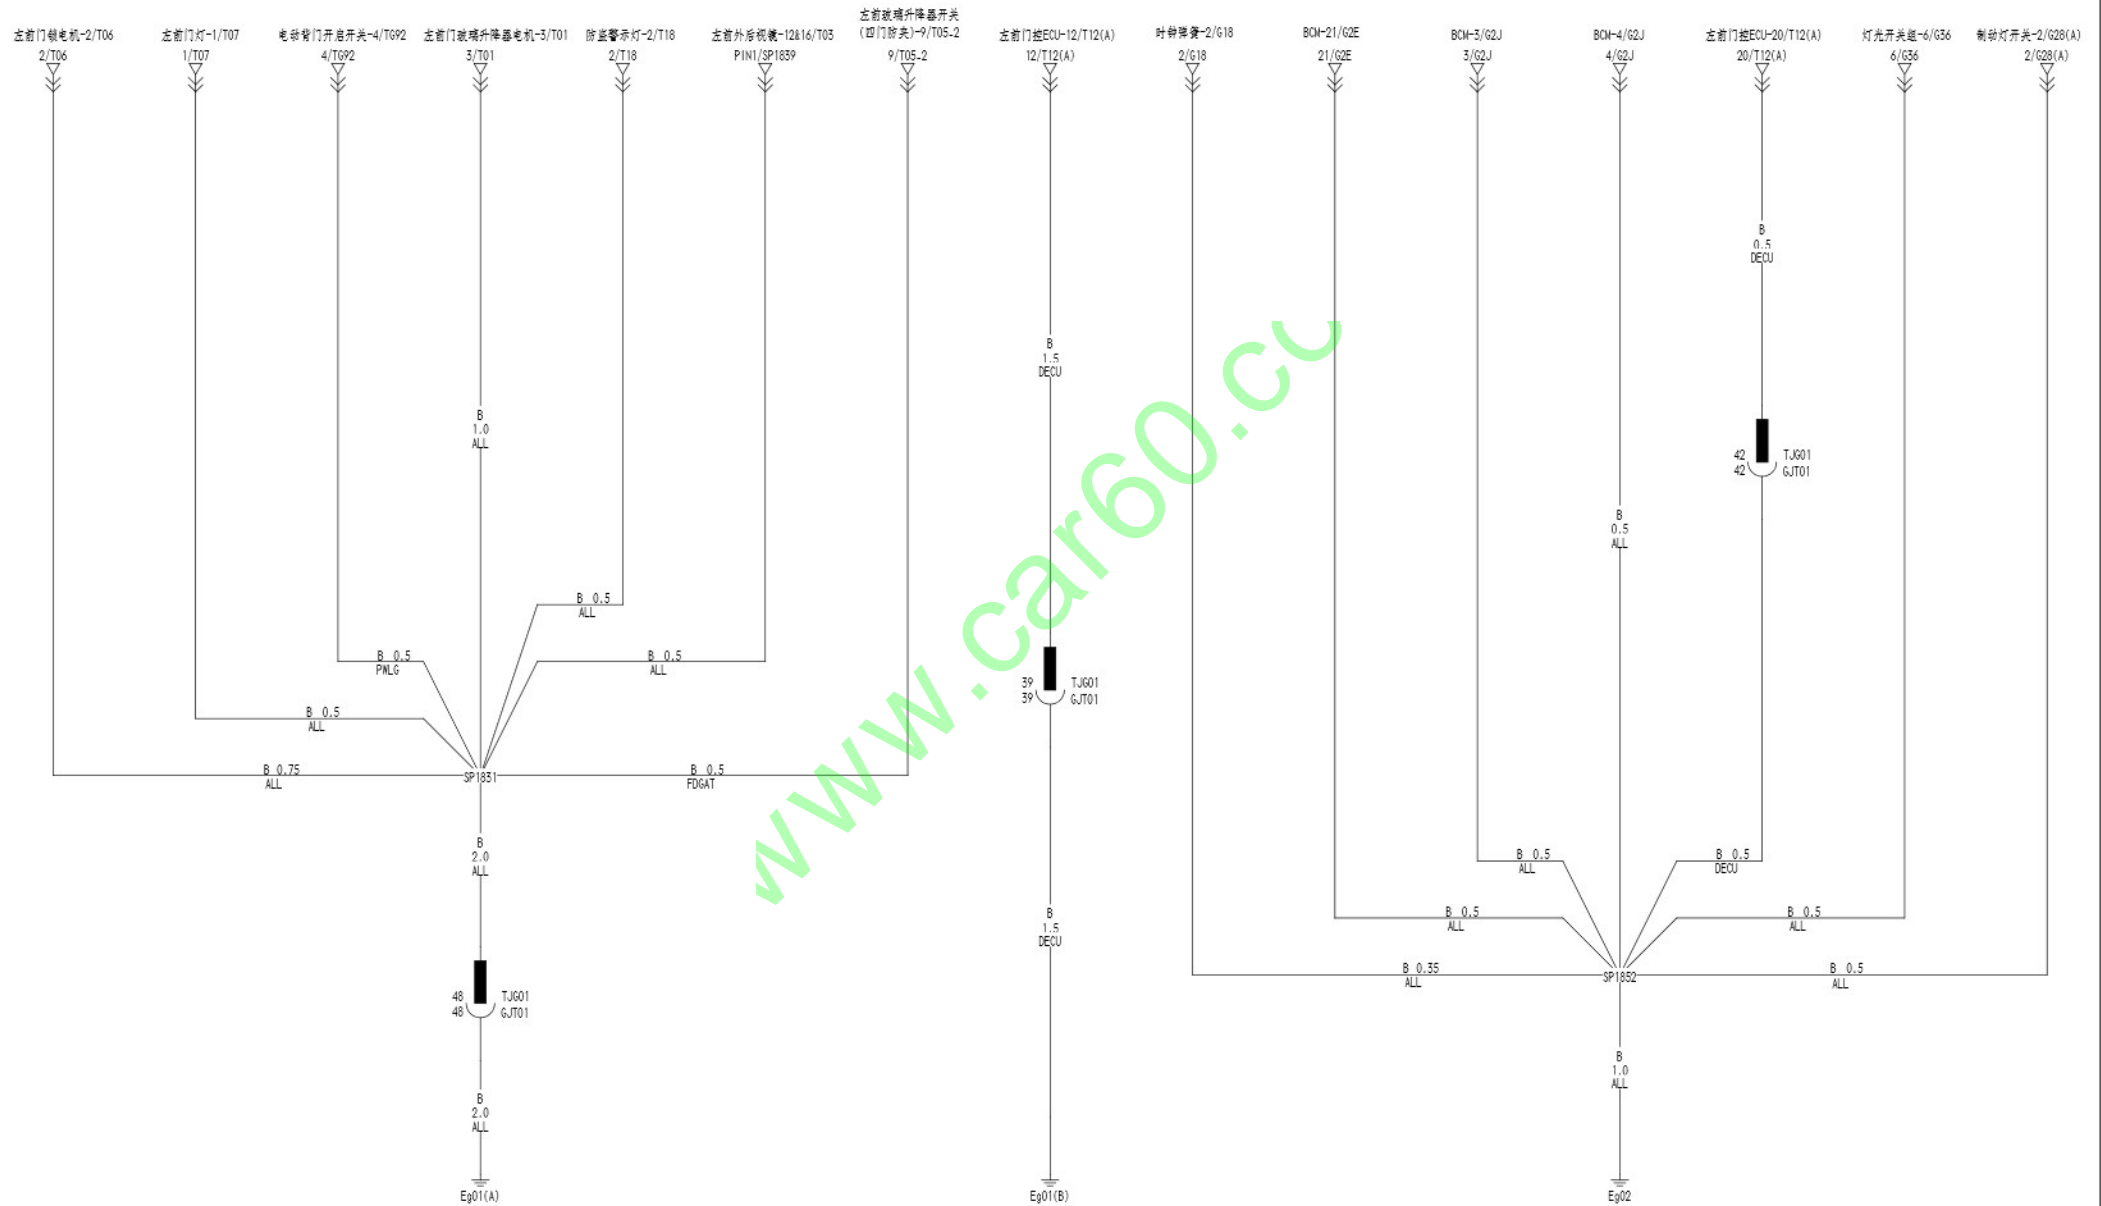 左前门锁电机-2/T06
2/T06
左前门灯-1/T07
1/T07
电动背门开启开关-4/TG92
4/TG92
左前门玻璃升降器电机-3/T01
3/T01
防盗警示灯-2/T18
2/T18
左前外后视镜-12&16/T03
PIN1/SP1839
左前玻璃升降器开关
(四门防夹)-9/T05-2
9/T05-2
左前门控ECU-12/T12(A)
12/T12(A)
时钟弹簧-2/G18
2/G18
BCM-21/G2E
21/G2E
BCM-3/G2J
3/G2J
BCM-4/G2J
4/G2J
左前门控ECU-20/T12(A)
20/T12(A)
灯光开关组-6/G36
6/G36
制动灯开关-2/G28(A)
2/G28(A)
B
0.5
DECU
B
1.5
DECU
B
1.0
ALL
42 TJG01
42 GJT01
B
0.5
ALL
B 0.5
ALL
B 0.5
PWLG
B 0.5
ALL
39 TJG01
39 GJT01
B 0.5
ALL
B 0.75
ALL
SP1831
B 0.5
FDGAT
B
2.0
ALL
B 0.5
ALL
B 0.5
DECU
B 0.5
ALL
B 0.5
ALL
B
1.5
DECU
B 0.35
ALL
SP1852
B 0.5
ALL
48 TJG01
48 GJT01
B
1.0
ALL
B
2.0
ALL
Eg01(A)
Eg01(B)
Eg02
www.car60.co